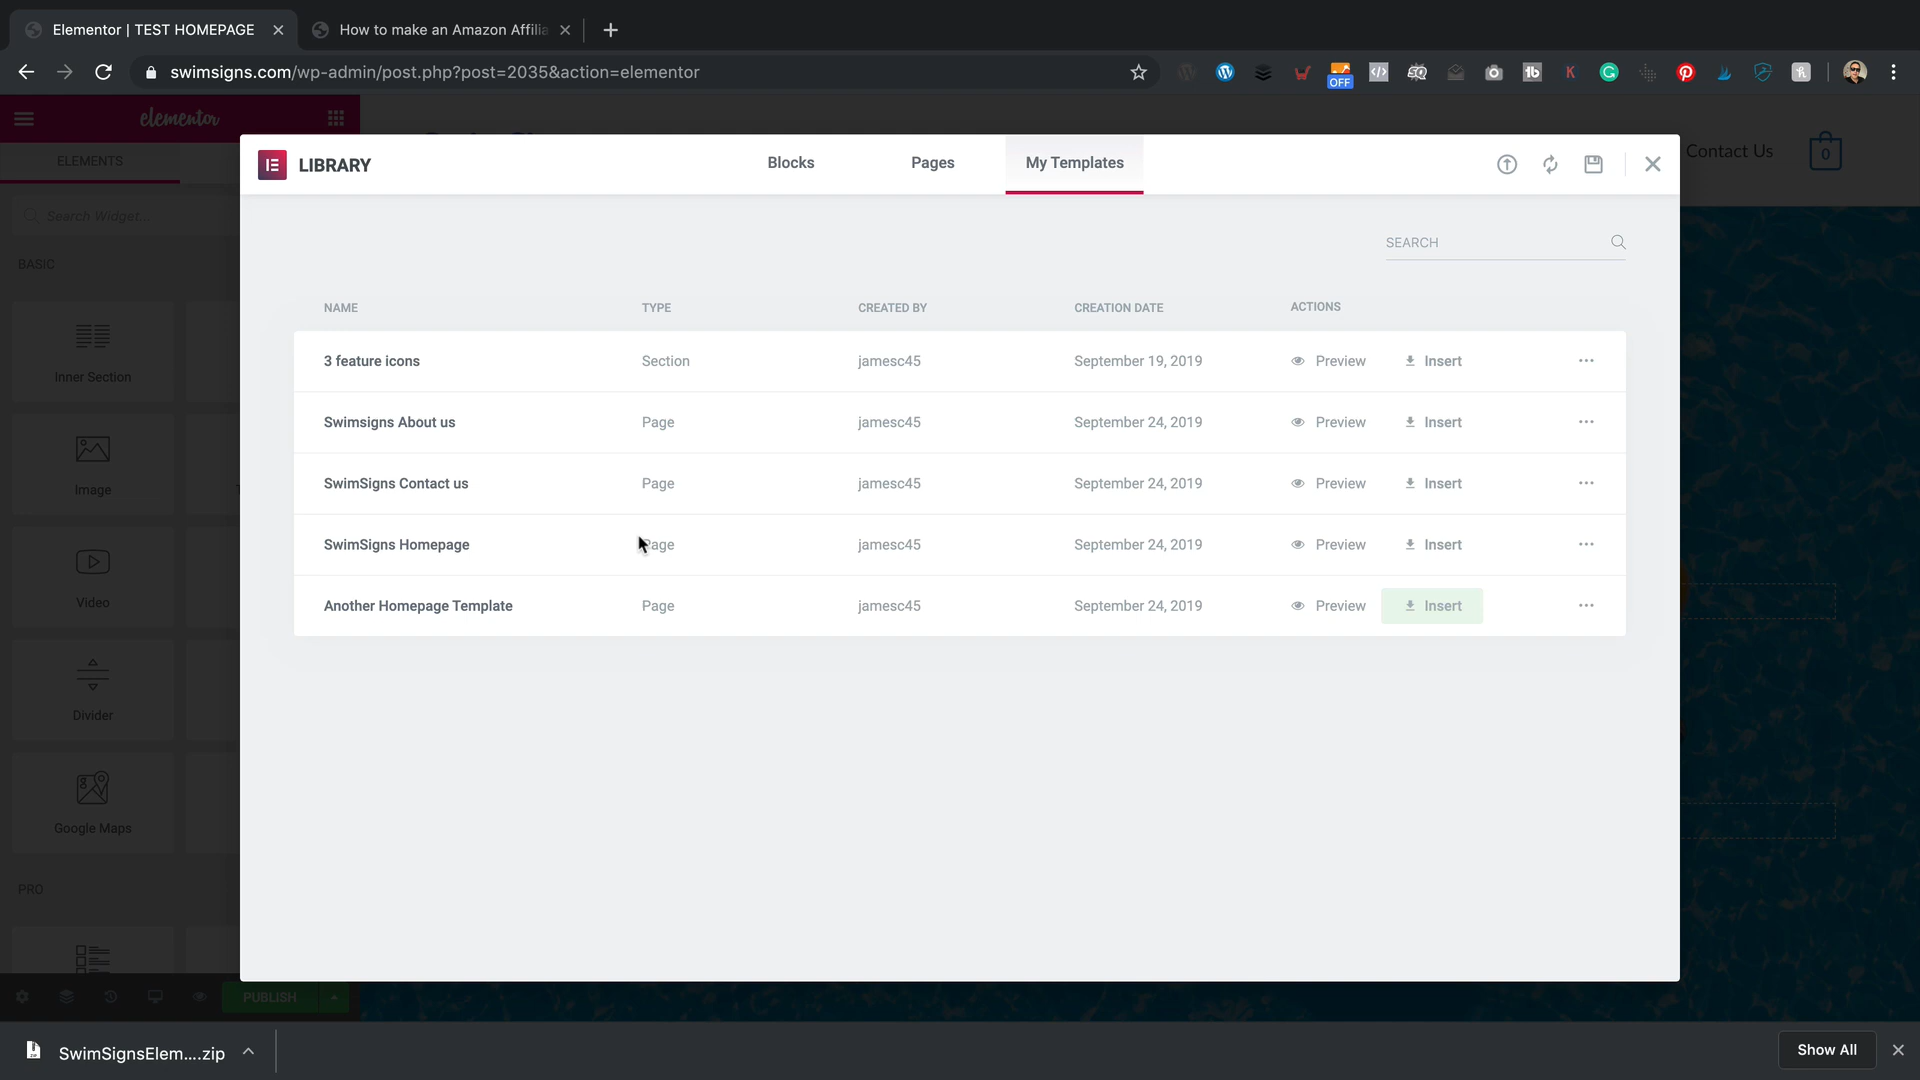 Elementor | TEST HOMEPAGE
How to make an Amazon Affilia
swimsigns.com/wp-admin/post.php?post=2035&action=elementor
OFF
elementor
ELEMENTS
Search Widget...
BASIC
Inner Section
Image
Video
Divider
Google Maps
PRO
PUBLISH
LIBRARY
Blocks
Pages
My Templates
Contact Us
0
SEARCH
NAME TYPE CREATED BY CREATION DATE ACTIONS
3 feature icons Section jamesc45 September 19, 2019 Preview Insert
Swimsigns About us Page jamesc45 September 24, 2019 Preview Insert
SwimSigns Contact us Page jamesc45 September 24, 2019 Preview Insert
SwimSigns Homepage Page jamesc45 September 24, 2019 Preview Insert
Another Homepage Template Page jamesc45 September 24, 2019 Preview Insert
SwimSignsElem....zip
Show All